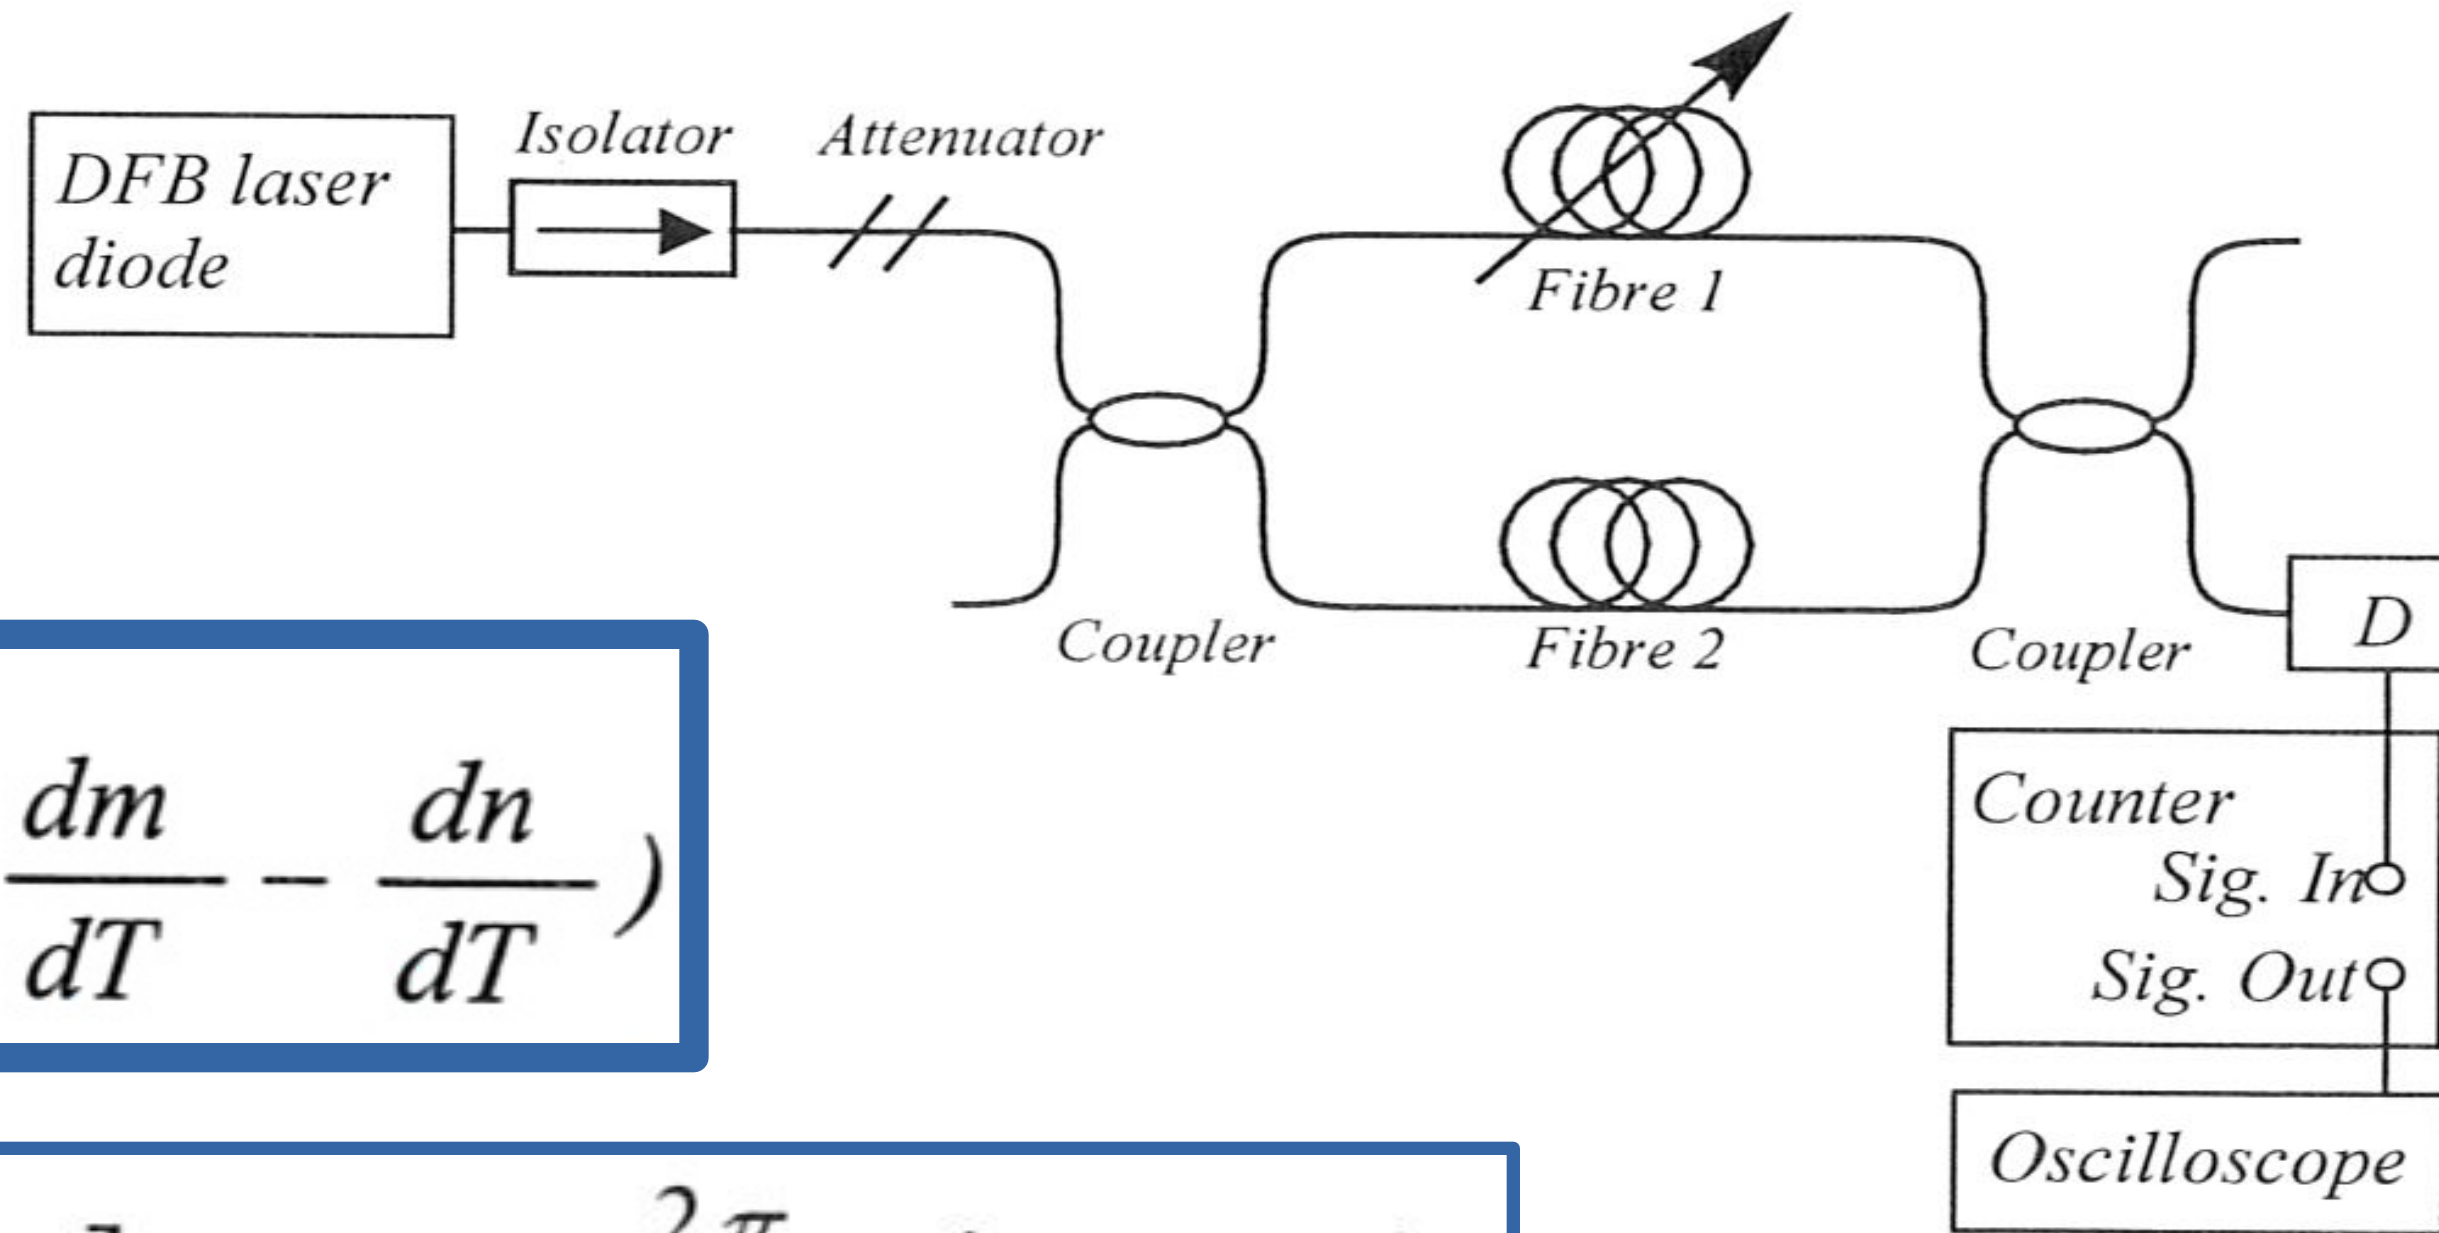 DFB laser
diode
Isolator
Attenuator
Fibre 1
Coupler
Fibre 2
Coupler
D
Counter
Sig. In
Sig. Out
Oscilloscope
dm/dT - dn/dT )
2 π